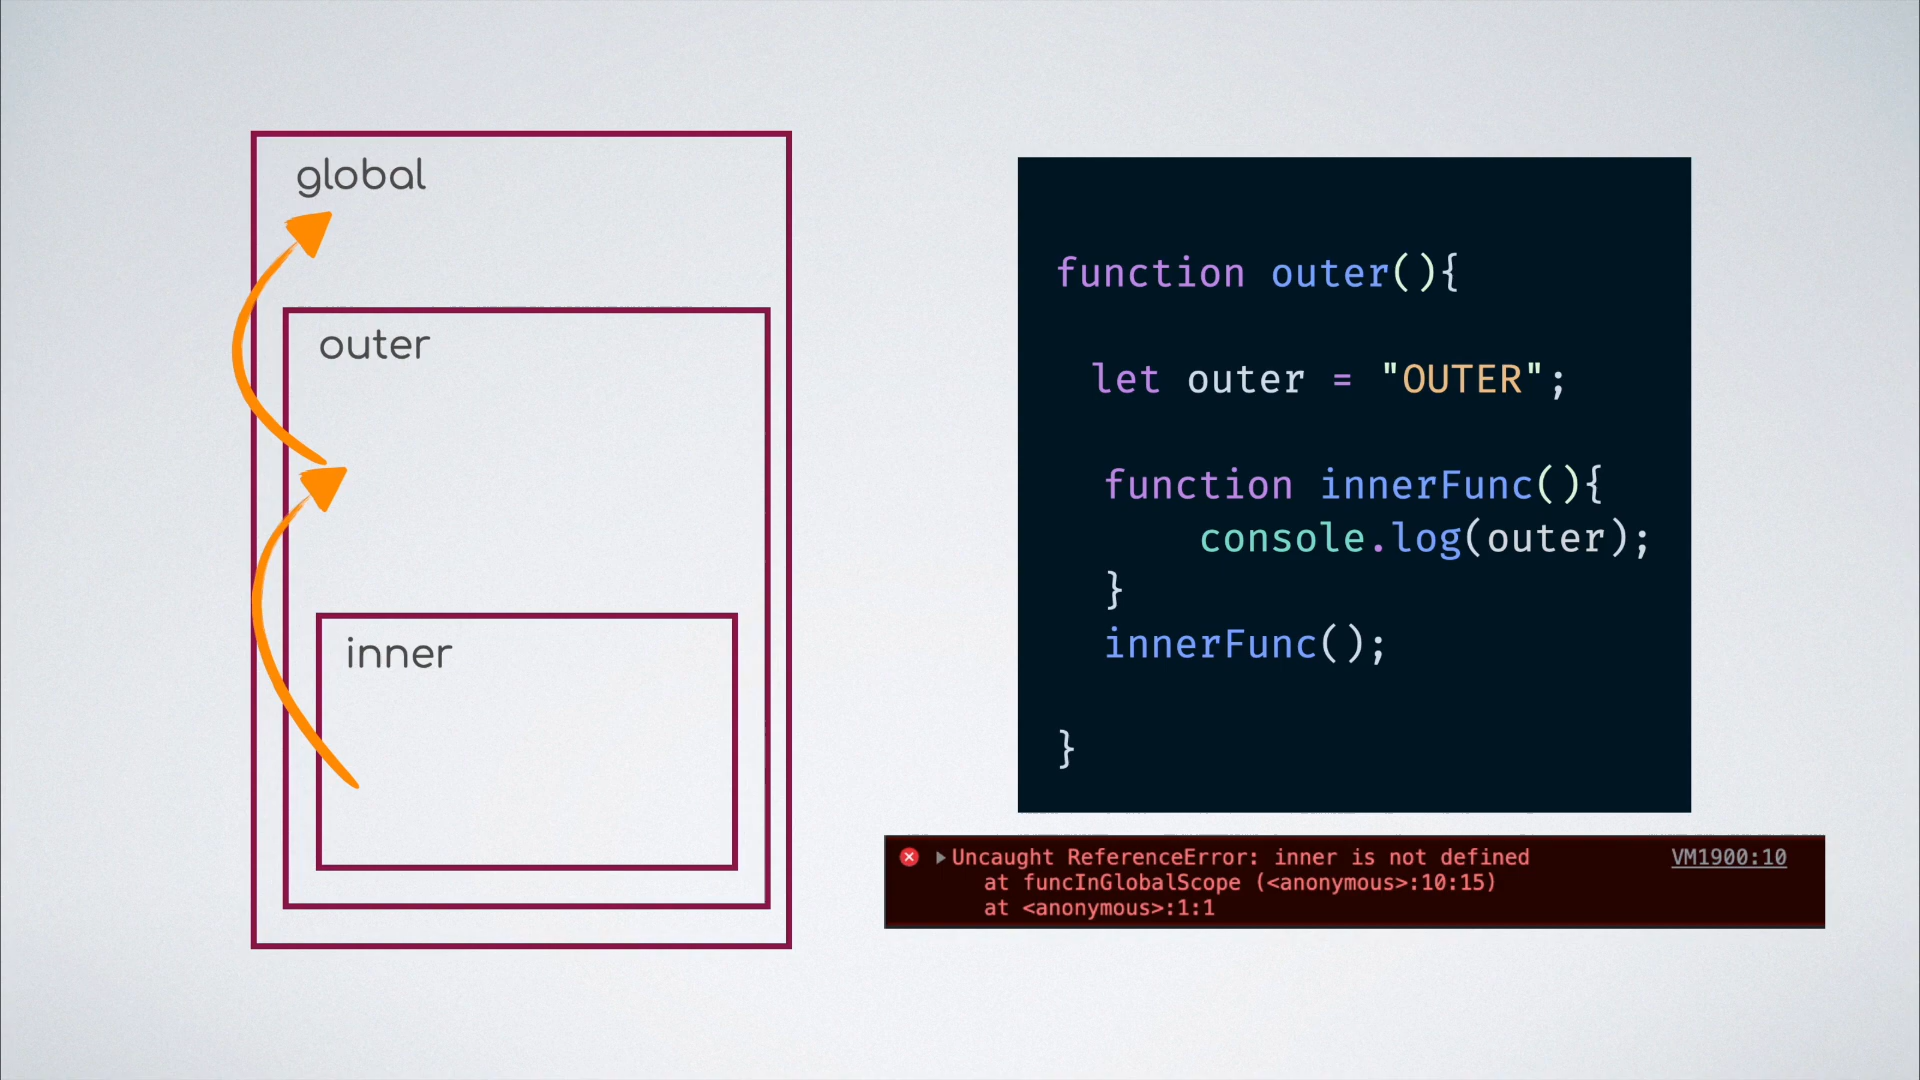 global
outer
inner
function outer(){
let outer = "OUTER";
function innerFunc(){
console.log(outer);
}
innerFunc();
}
Uncaught ReferenceError: inner is not defined VM1900:10
at funcInGlobalScope (<anonymous>:10:15)
at <anonymous>:1:1